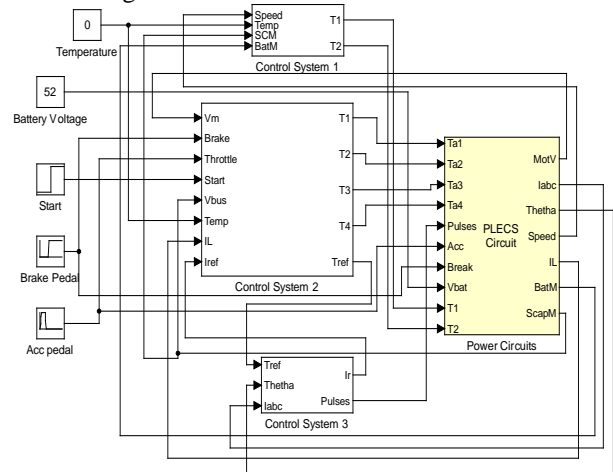 0
Temperature
52
Battery Voltage
Start
Brake Pedal
Acc pedal
Speed
Temp
SCM
BatM
T1
T2
Control System 1
Vm
Brake
Throttle
Start
Vbus
Temp
IL
Iref
T1
T2
T3
T4
Tref
Control System 2
Tref
Thetha
Iabc
Ir
Pulses
Control System 3
Ta1
Ta2
Ta3
Ta4
Pulses
Acc
Break
Vbat
T1
T2
PLECS
Circuit
MotV
Iabc
Thetha
Speed
IL
BatM
ScapM
Power Circuits